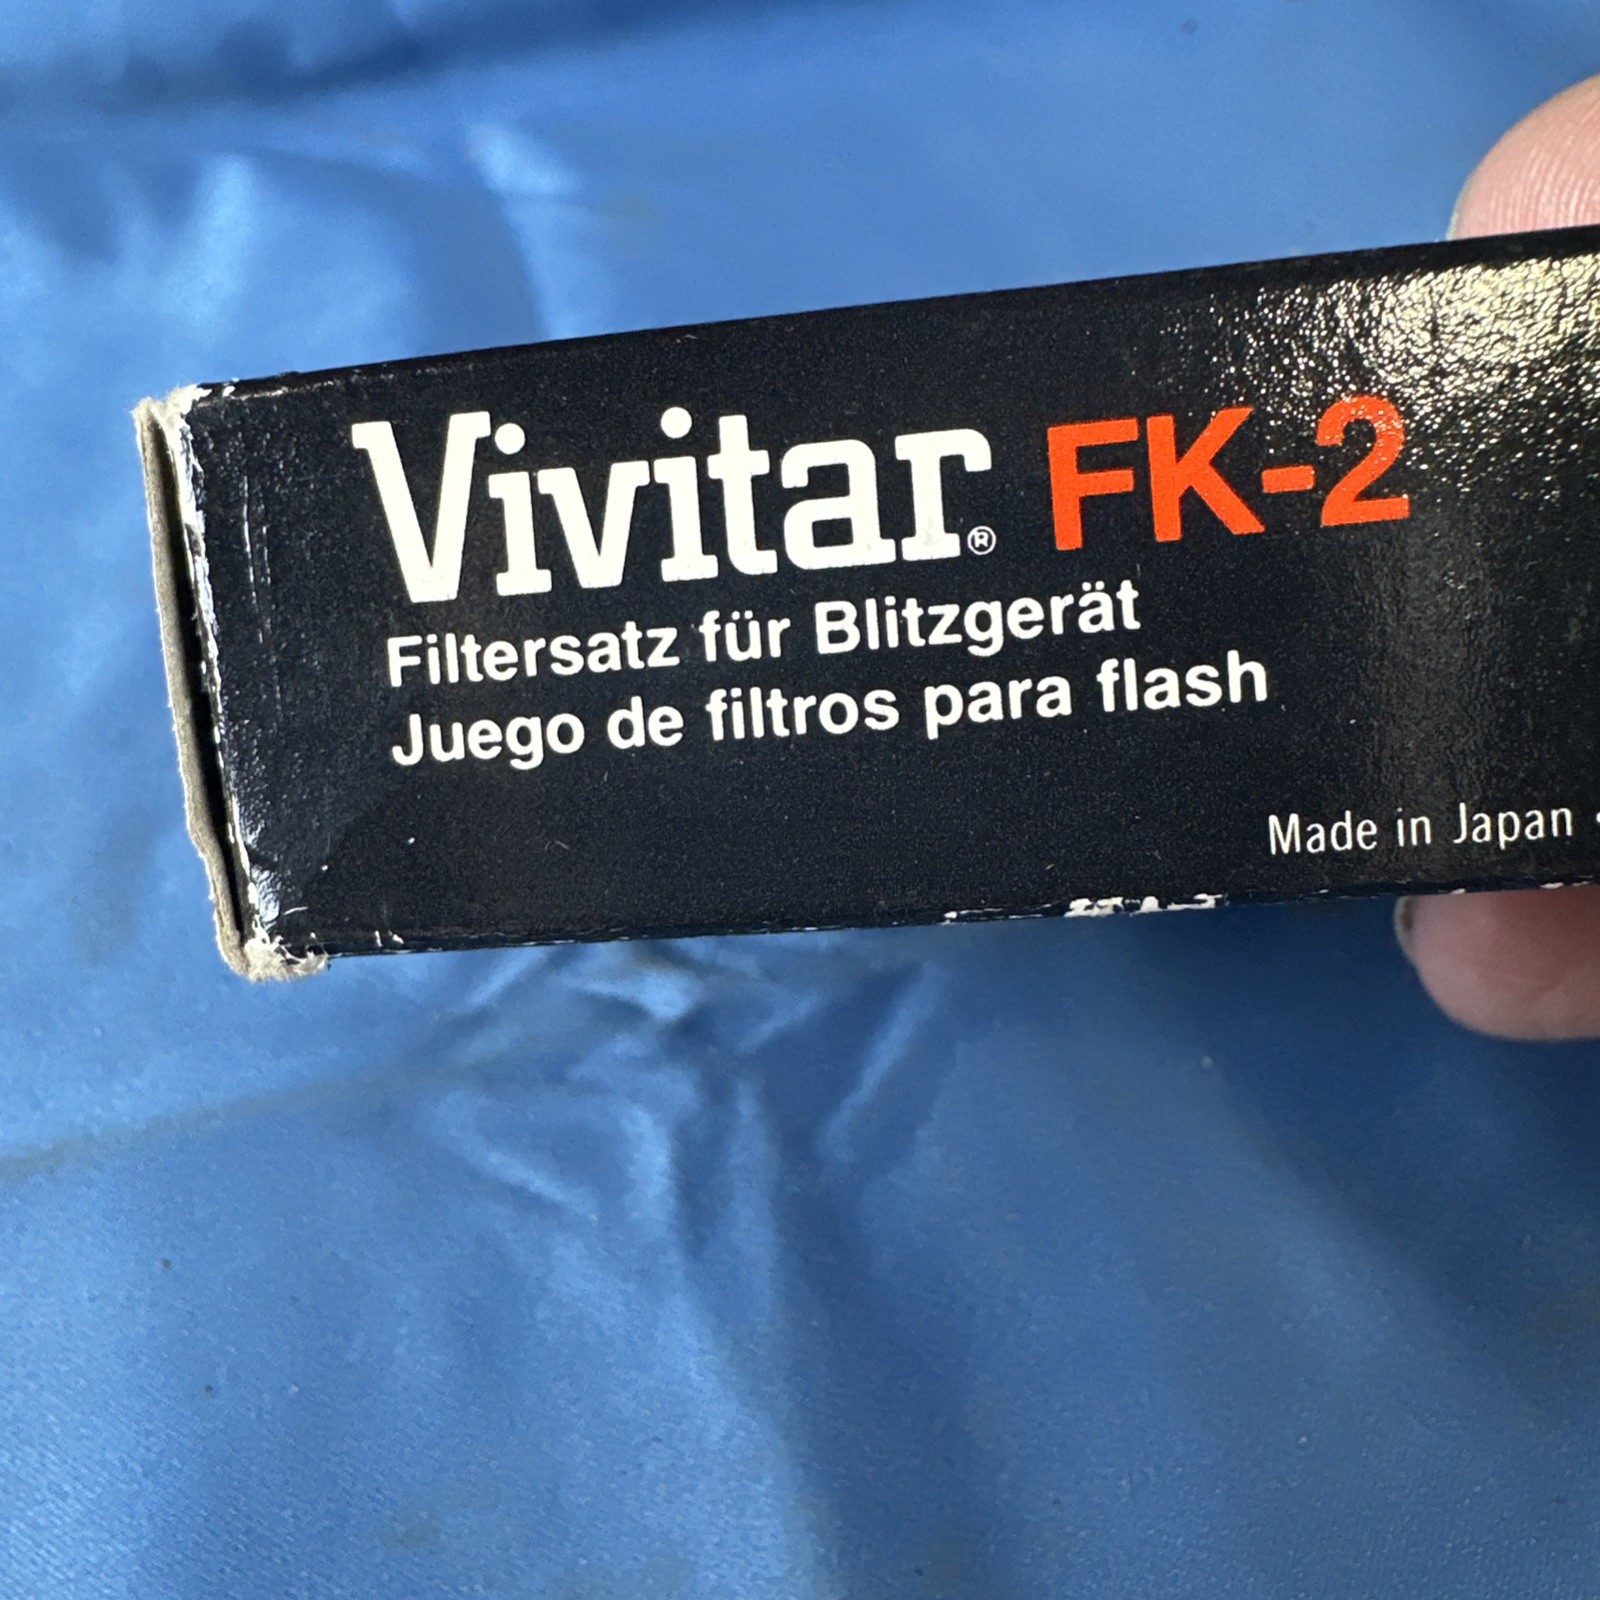 Vivitar® FK-2
Filtersatz für Blitzgerät
Juego de filtros para flash
Made in Japan